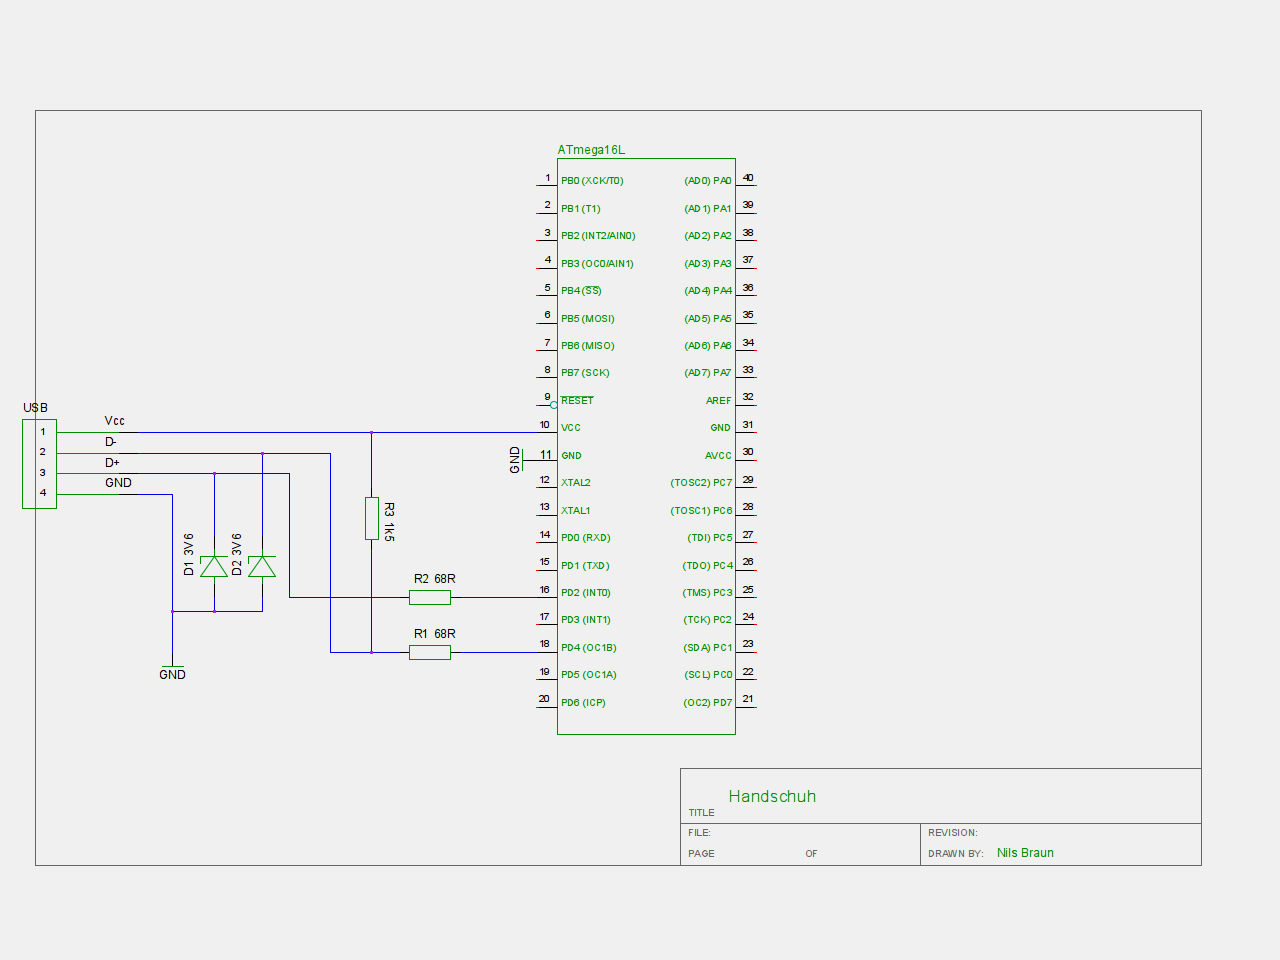 ATmega16L
1 PB0 (XCK/T0) (AD0) PA0 40
2 PB1 (T1) (AD1) PA1 39
3 PB2 (INT2/AIN0) (AD2) PA2 38
4 PB3 (OC0/AIN1) (AD3) PA3 37
5 PB4 (SS) (AD4) PA4 36
6 PB5 (MOSI) (AD5) PA5 35
7 PB6 (MISO) (AD6) PA6 34
8 PB7 (SCK) (AD7) PA7 33
9 RESET AREF 32
10 VCC GND 31
GND 11 GND AVCC 30
12 XTAL2 (TOSC2) PC7 29
13 XTAL1 (TOSC1) PC6 28
14 PD0 (RXD) (TDI) PC5 27
15 PD1 (TXD) (TDO) PC4 26
16 PD2 (INT0) (TMS) PC3 25
17 PD3 (INT1) (TCK) PC2 24
18 PD4 (OC1B) (SDA) PC1 23
19 PD5 (OC1A) (SCL) PC0 22
20 PD6 (ICP) (OC2) PD7 21
USB
1 Vcc
2 D-
3 D+
4 GND
D1 3V6
D2 3V6
R3 1k5
R2 68R
R1 68R
GND
Handschuh
TITLE
FILE:
REVISION:
PAGE OF
DRAWN BY: Nils Braun